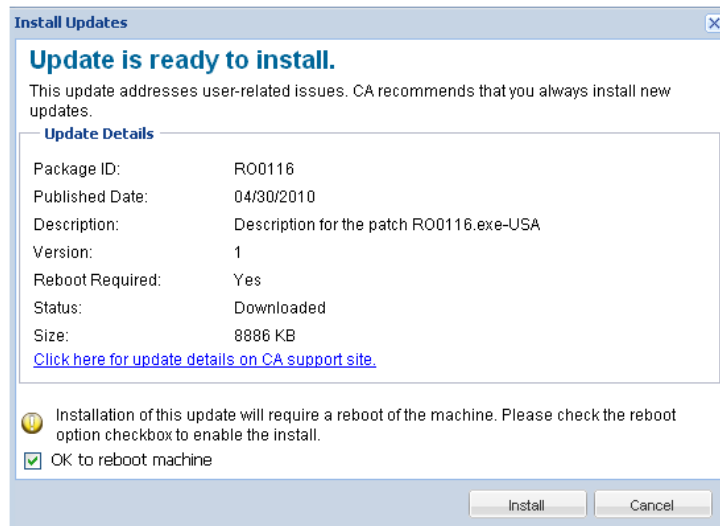 Install Updates
Update is ready to install.
This update addresses user-related issues. CA recommends that you always install new
updates.
Update Details
Package ID: RO0116
Published Date: 04/30/2010
Description: Description for the patch RO0116.exe-USA
Version: 1
Reboot Required: Yes
Status: Downloaded
Size: 8886 KB
Click here for update details on CA support site.
Installation of this update will require a reboot of the machine. Please check the reboot
option checkbox to enable the install.
OK to reboot machine
Install Cancel